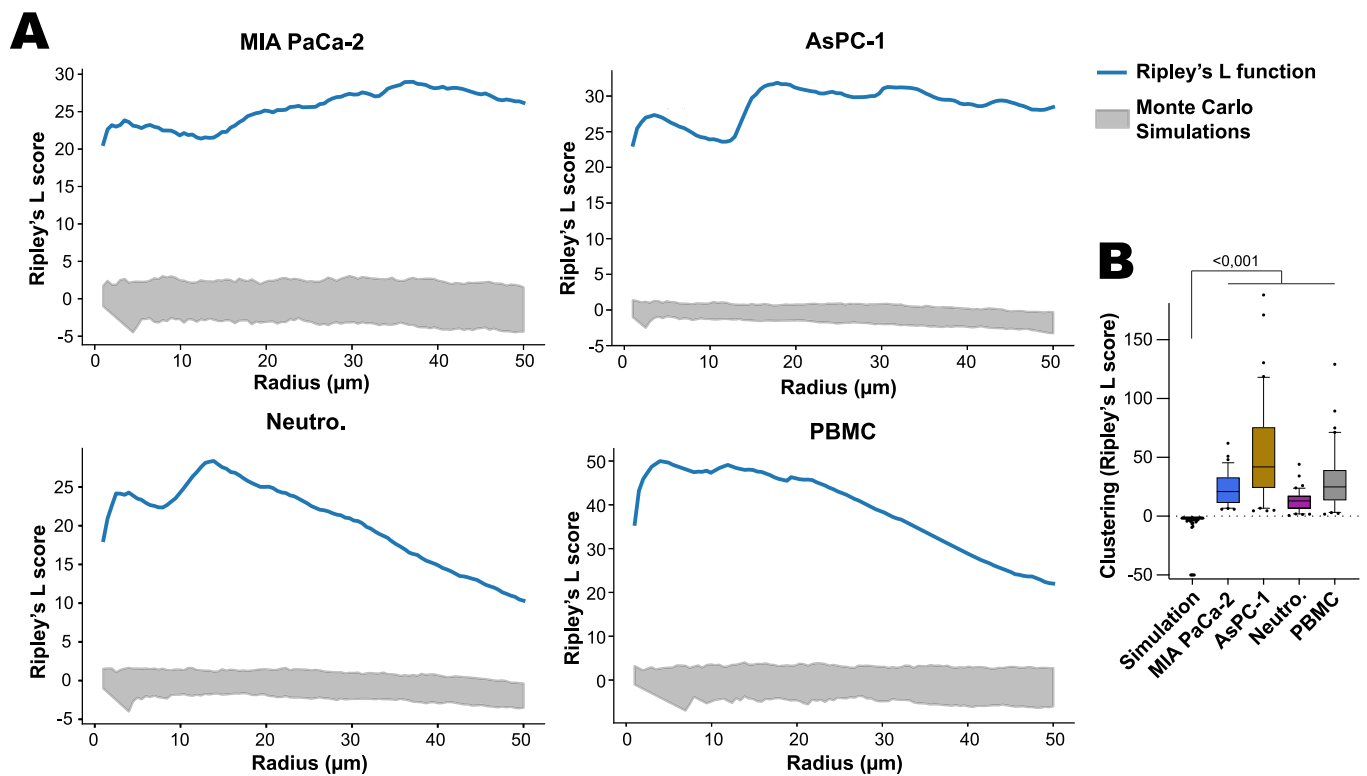 A
MIA PaCa-2
Ripley's L score
30
25
20
15
10
5
0
-5
0
10
20
30
40
50
Radius (µm)
AsPC-1
Ripley's L score
30
25
20
15
10
5
0
-5
0
10
20
30
40
50
Radius (µm)
Ripley's L function
Monte Carlo
Simulations
Neutro.
Ripley's L score
25
20
15
10
5
0
-5
0
10
20
30
40
50
Radius (µm)
PBMC
Ripley's L score
50
40
30
20
10
0
0
10
20
30
40
50
Radius (µm)
B
<0,001
Clustering (Ripley's L score)
150
100
50
0
-50
Simulation
MIA PaCa-2
AsPC-1
Neutro.
PBMC